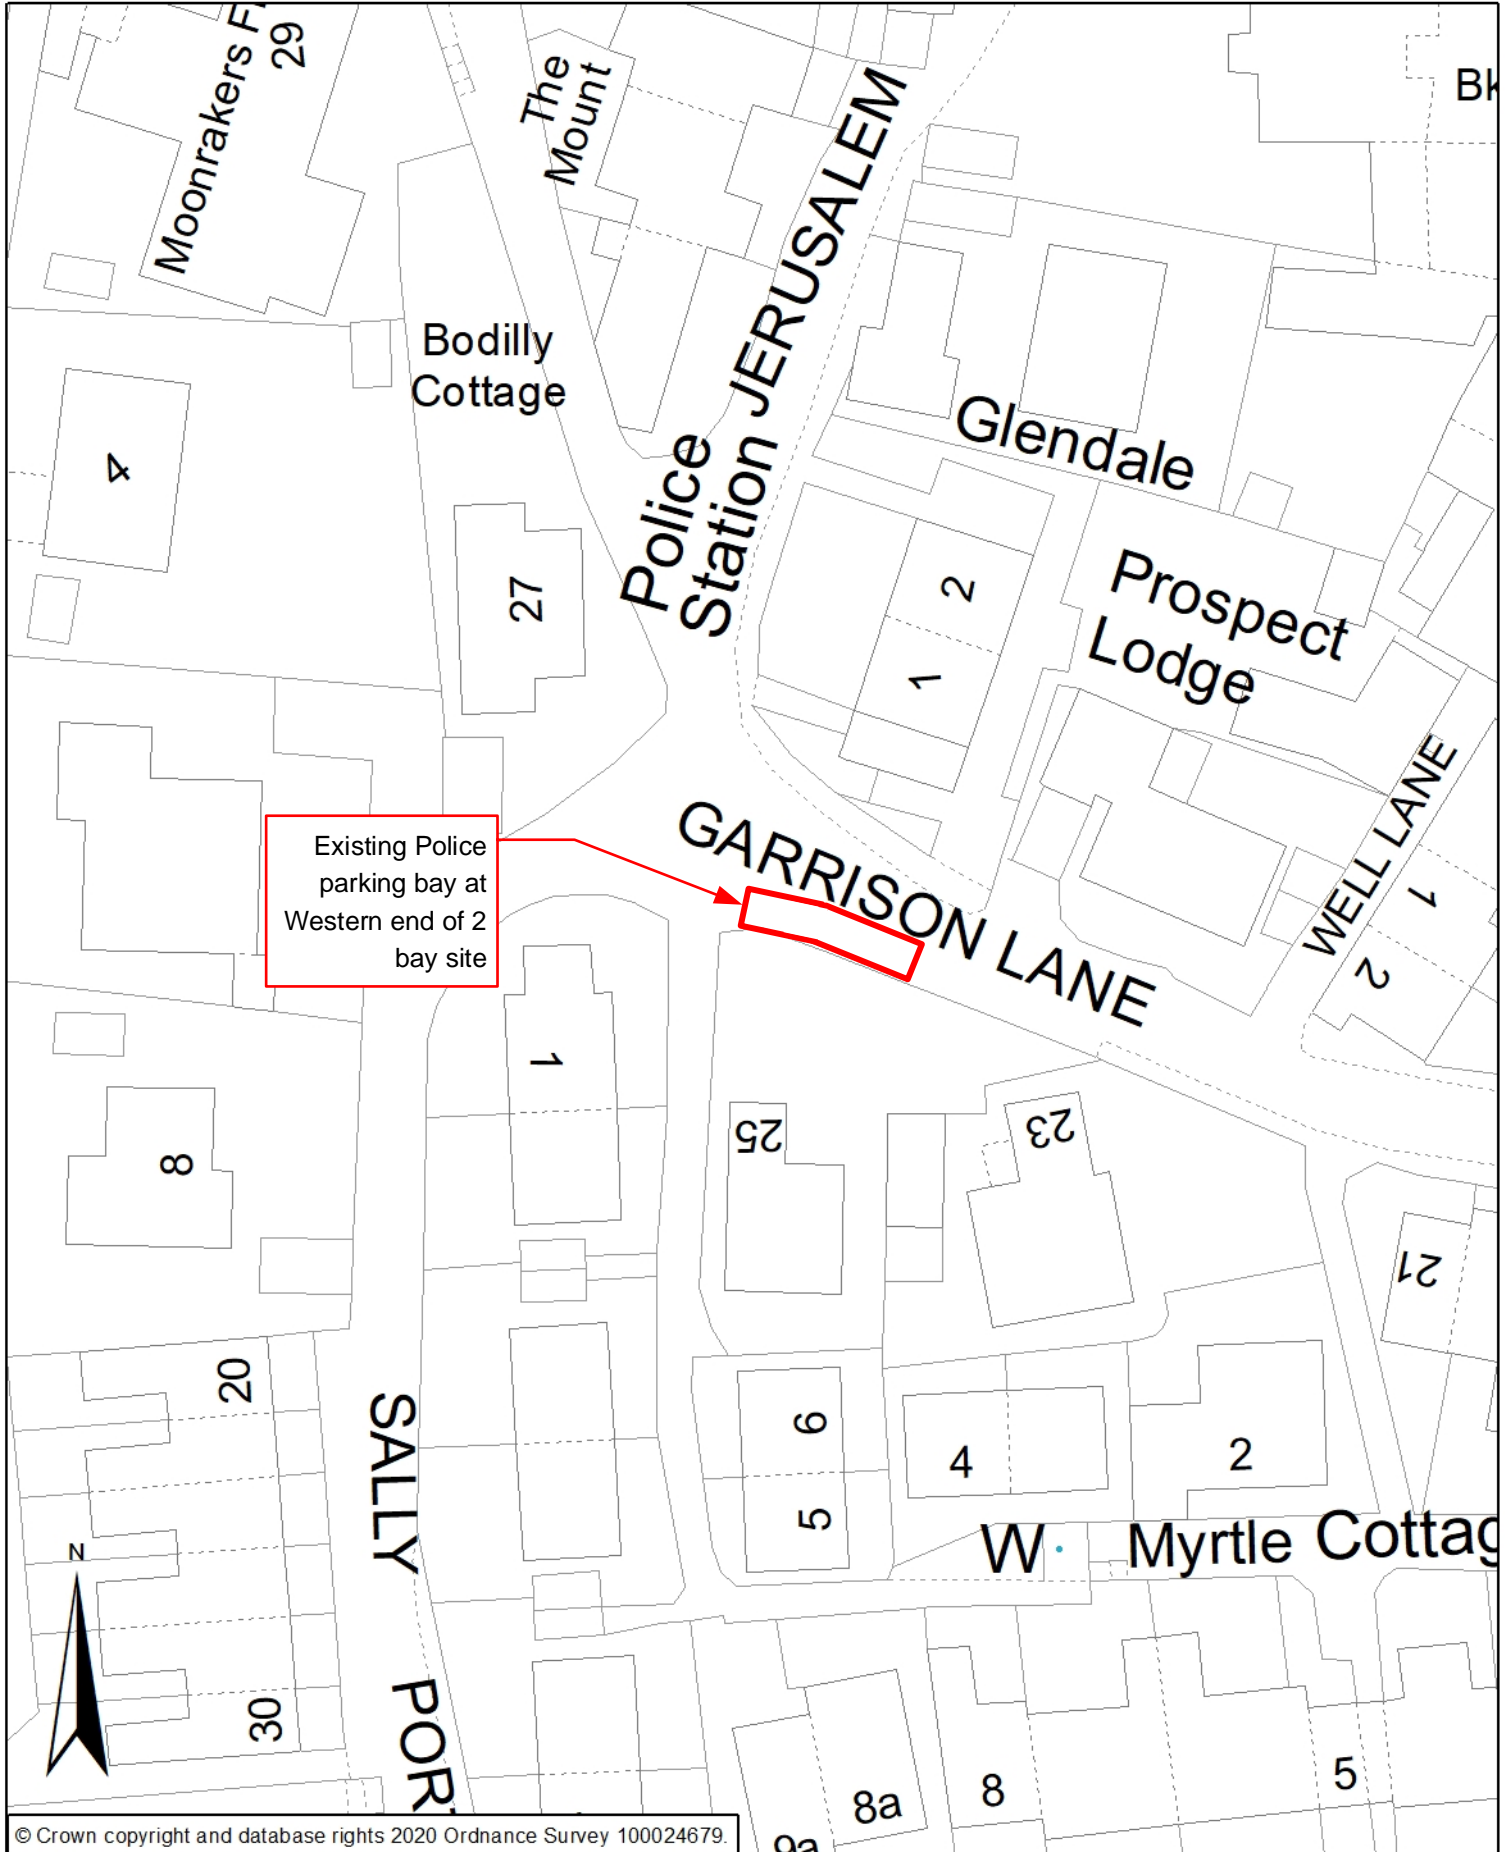 Moonrakers
29
The
Mount
JERUSALEM
Bodilly
Cottage
4
Police
Station
Glendale
27
2
1
Prospect
Lodge
WELL LANE
1
2
GARRISON LANE
Existing Police
parking bay at
Western end of 2
bay site
1
8
25
23
21
20
30
SALLY
6
5
4
2
W
Myrtle
N
8a
8
5
9a
© Crown copyright and database rights 2020 Ordnance Survey 100024679.